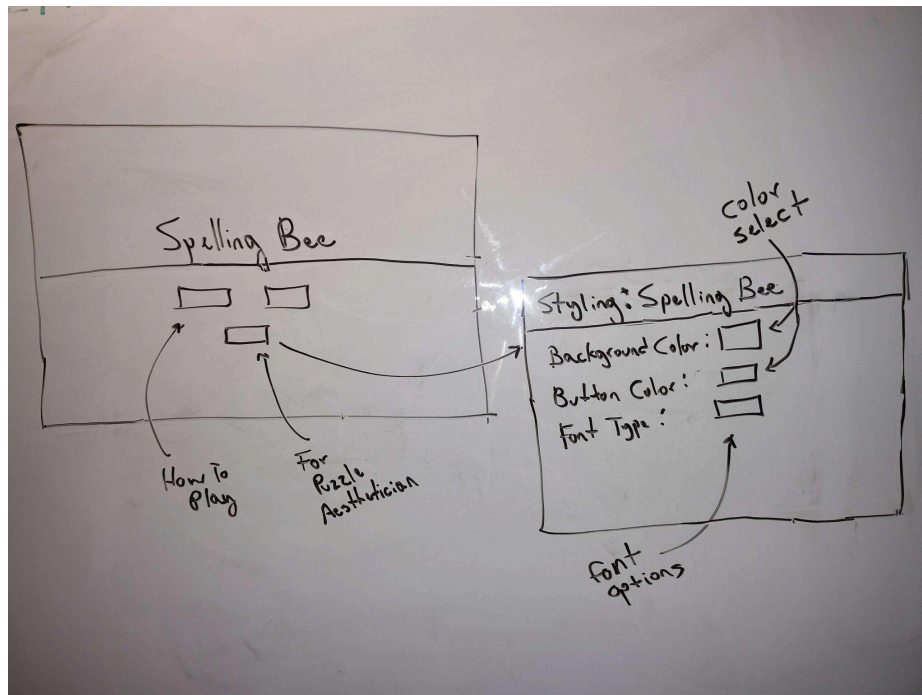 Spelling Bee
How To
Play
For
Puzzle
Aesthetician
color
select
Styling: Spelling Bee
Background Color:
Button Color:
Font Type:
font
options